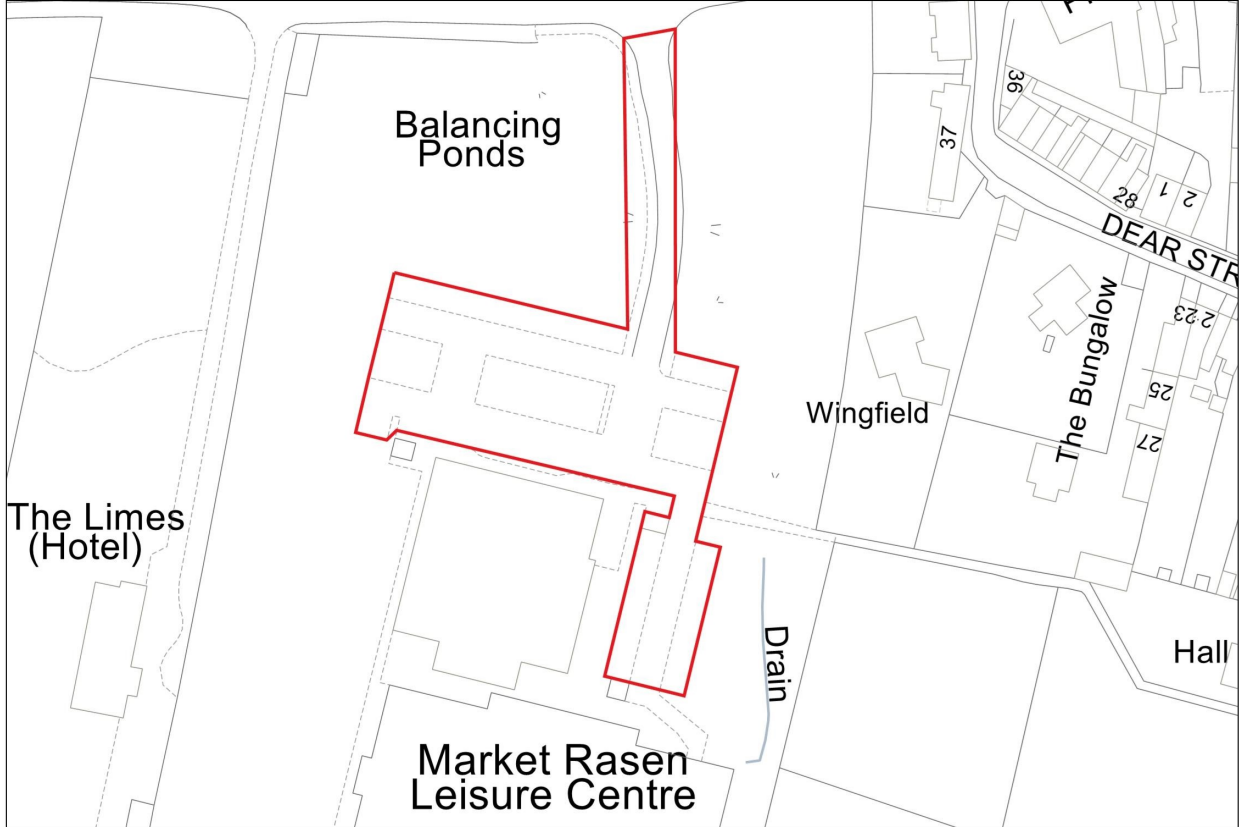 Balancing
Ponds
36
37
28
1
2
DEAR STR
The Bungalow
2
23
25
27
Wingfield
The Limes
(Hotel)
Drain
Hall
Market Rasen
Leisure Centre